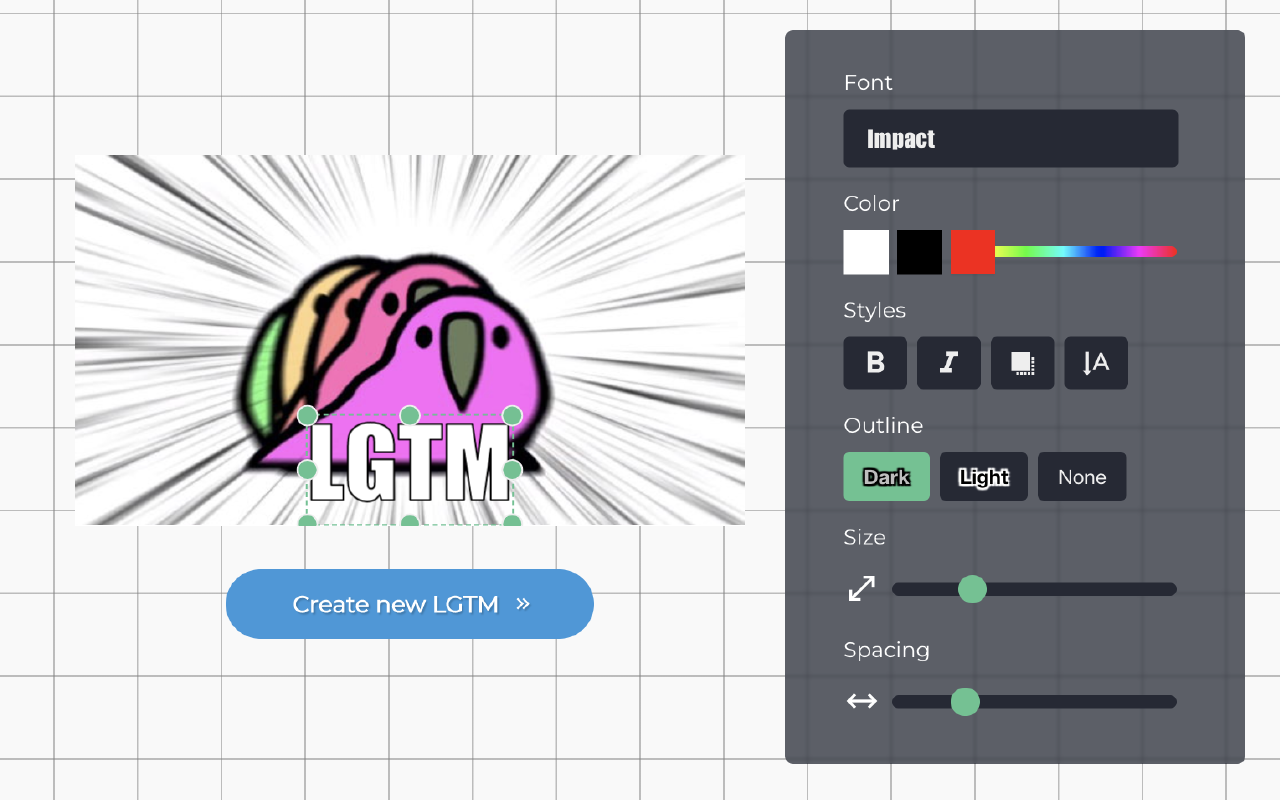 Font
Impact
Color
Styles
B I A
Outline
Dark Light None
Size
Spacing
LGTM
Create new LGTM »